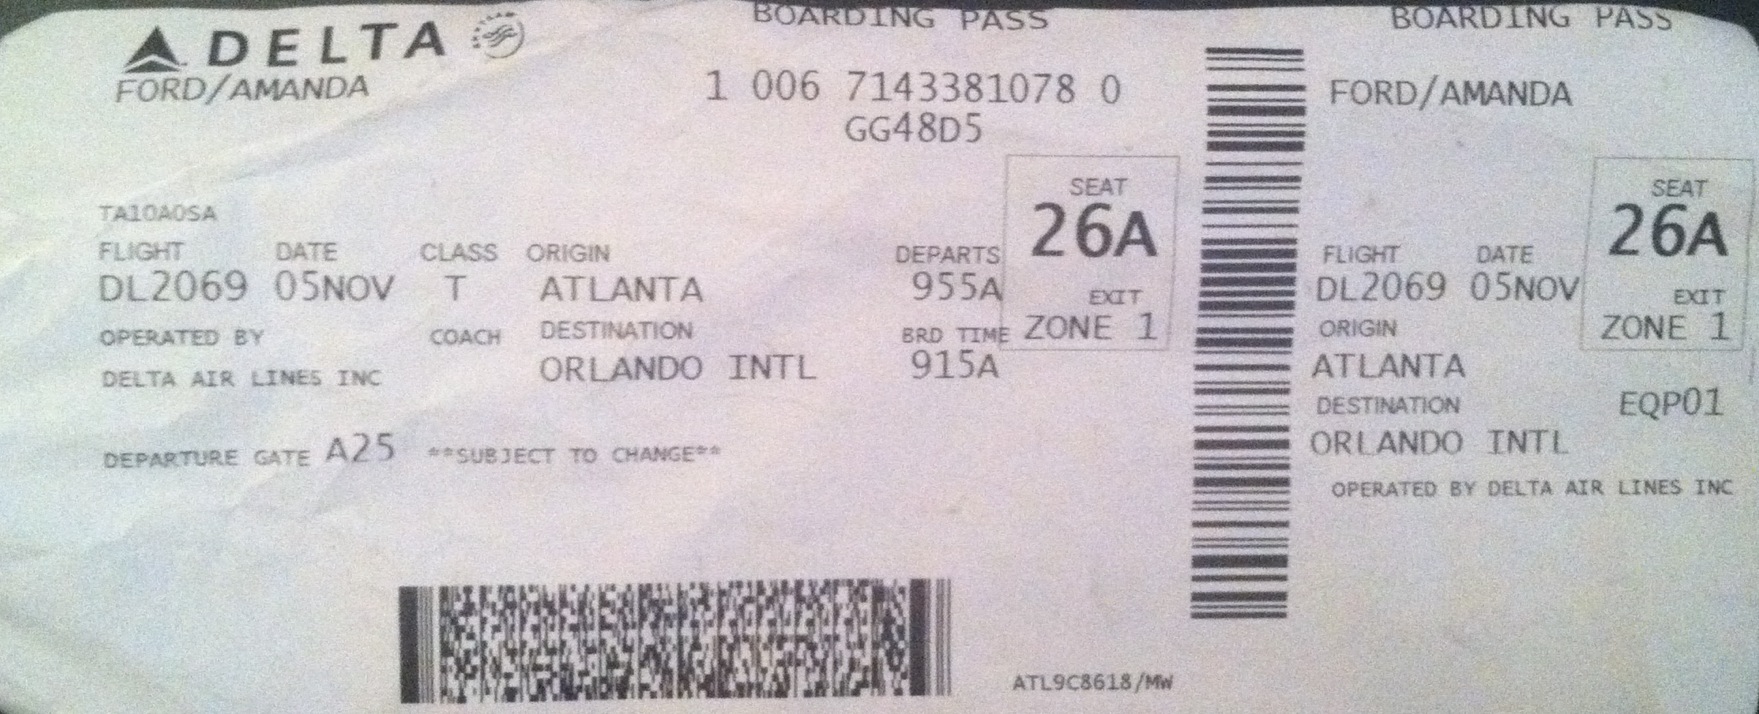 BOARDING PASS
DELTA
FORD/AMANDA
1 006 7143381078 0
GG48D5
TA10A0SA
FLIGHT DATE CLASS ORIGIN DEPARTS
DL2069 05NOV T ATLANTA 955A
OPERATED BY COACH DESTINATION BRD TIME
DELTA AIR LINES INC ORLANDO INTL 915A
SEAT
26A
EXIT
ZONE 1
DEPARTURE GATE A25 **SUBJECT TO CHANGE**
ATL9C8618/MW
BOARDING PASS
FORD/AMANDA
SEAT
26A
EXIT
ZONE 1
FLIGHT DATE
DL2069 05NOV
ORIGIN
ATLANTA
DESTINATION EQP01
ORLANDO INTL
OPERATED BY DELTA AIR LINES INC